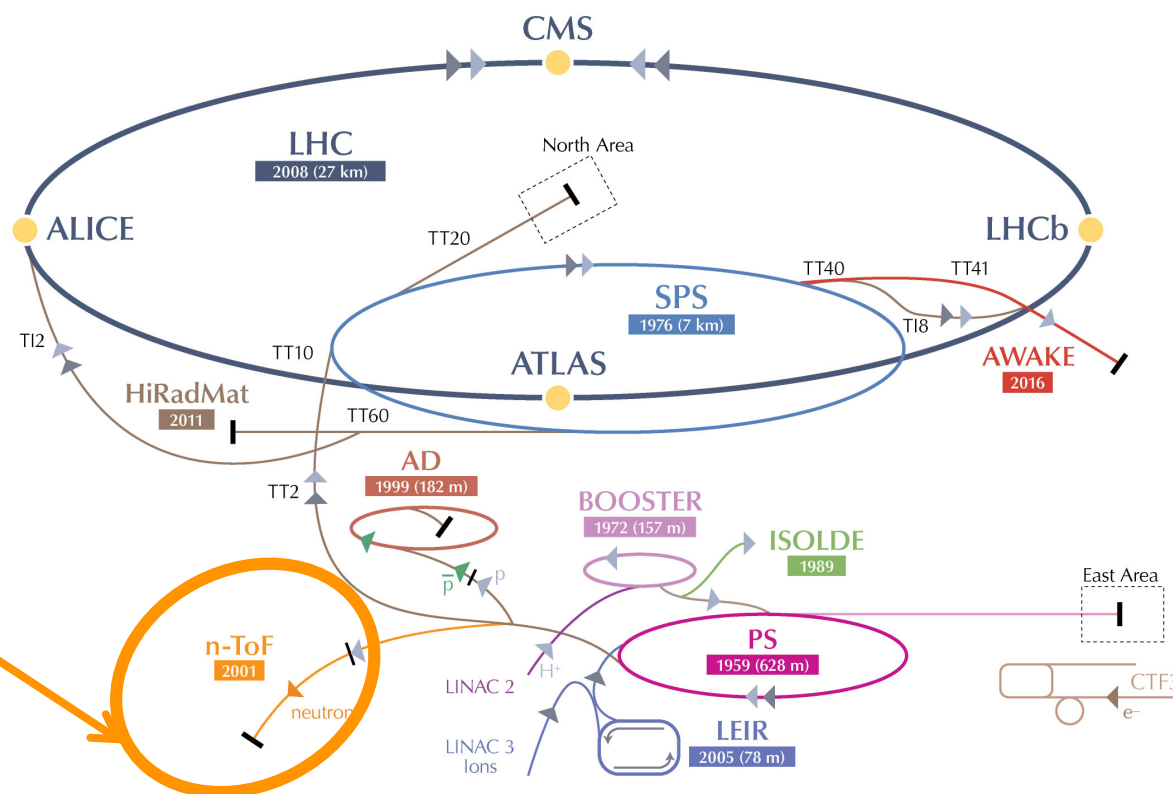 CMS
LHC
2008 (27 km)
North Area
ALICE
LHCb
TT20
TT40
TT41
SPS
1976 (7 km)
TI2
TT10
TI8
ATLAS
AWAKE
2016
HiRadMat
2011
TT60
AD
1999 (182 m)
TT2
BOOSTER
1972 (157 m)
ISOLDE
1989
p̅
p
East Area
n-ToF
2001
PS
1959 (628 m)
H⁺
LINAC 2
neutron
CTF3
e⁻
LEIR
2005 (78 m)
LINAC 3
Ions